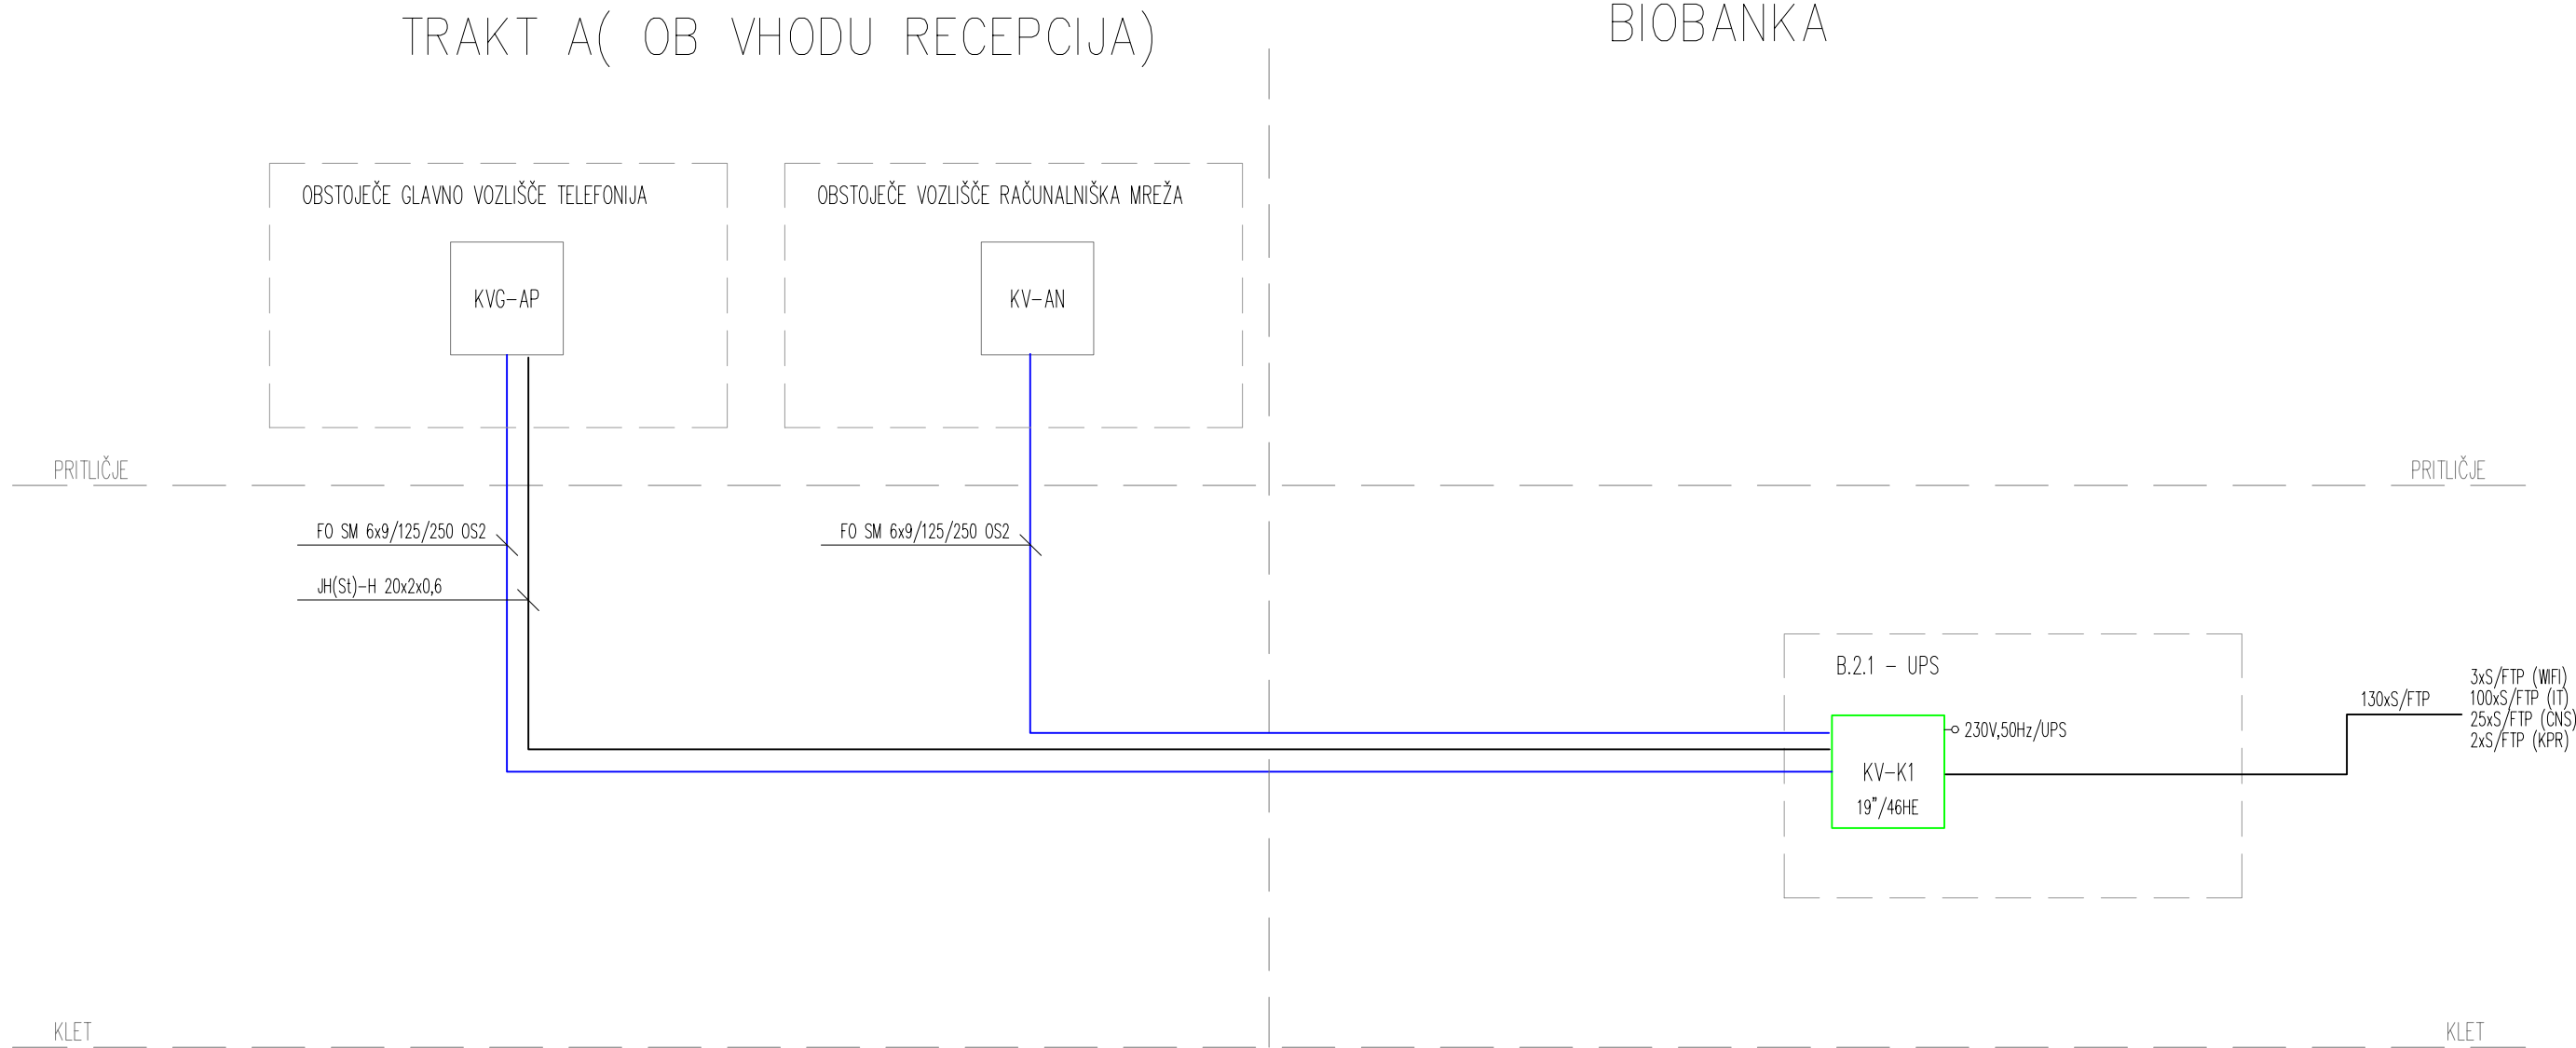 TRAKT A( OB VHODU RECEPCIJA)
BIOBANKA
OBSTOJEČE GLAVNO VOZLIŠČE TELEFONIJA
OBSTOJEČE VOZLIŠČE RAČUNALNIŠKA MREŽA
KVG-AP
KV-AN
PRITLIČJE
PRITLIČJE
FO SM 6x9/125/250 OS2
FO SM 6x9/125/250 OS2
JH(St)-H 20x2x0,6
B.2.1 - UPS
130xS/FTP
3xS/FTP (WIFI)
100xS/FTP (IT)
25xS/FTP (CNS)
2xS/FTP (KPR)
230V,50Hz/UPS
KV-K1
19"/46HE
KLET
KLET